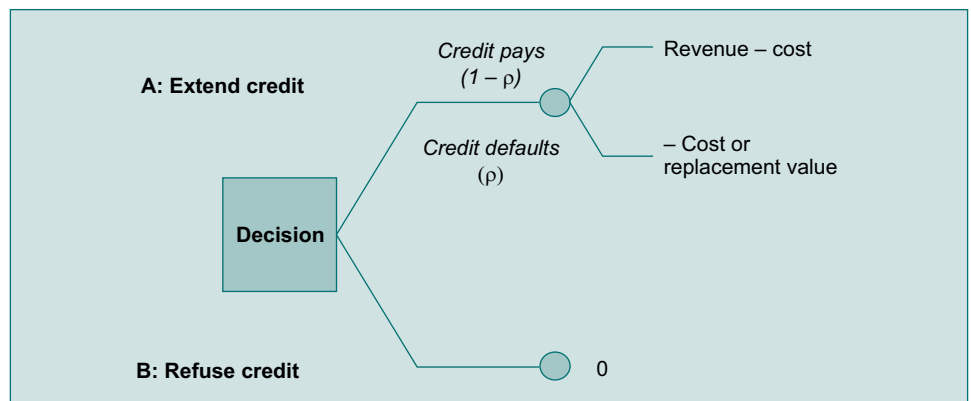 Credit pays
(1 – ρ)
Revenue – cost
A: Extend credit
Credit defaults
(ρ)
– Cost or
replacement value
Decision
B: Refuse credit
0